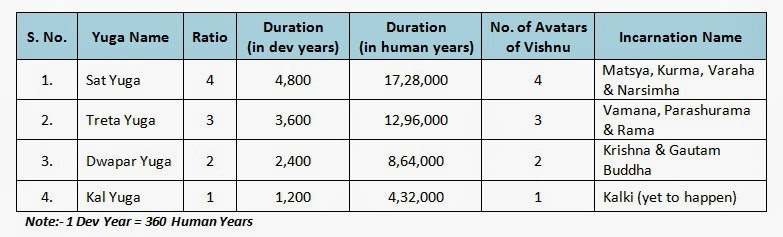 S. No. Yuga Name Ratio Duration (in dev years) Duration (in human years) No. of Avatars of Vishnu Incarnation Name
1. Sat Yuga 4 4,800 17,28,000 4 Matsya, Kurma, Varaha & Narsimha
2. Treta Yuga 3 3,600 12,96,000 3 Vamana, Parashurama & Rama
3. Dwapar Yuga 2 2,400 8,64,000 2 Krishna & Gautam Buddha
4. Kal Yuga 1 1,200 4,32,000 1 Kalki (yet to happen)
Note:- 1 Dev Year = 360 Human Years